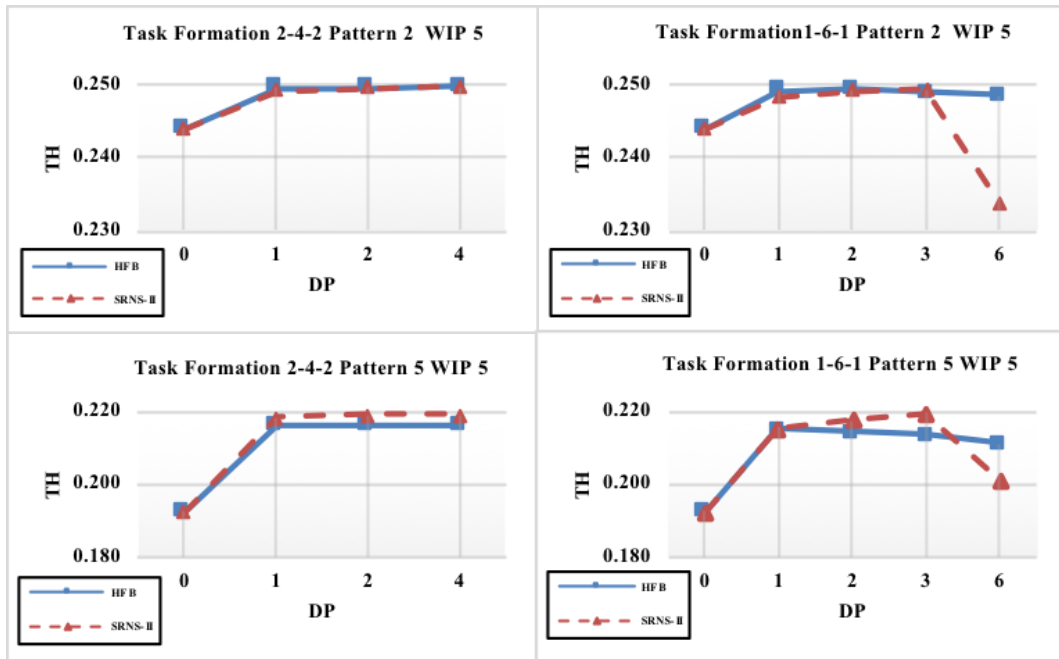 Task Formation 2-4-2 Pattern 2 WIP 5
0.250
0.240
0.230
TH
0 1 2 4
DP
HFB
SRNS-II
Task Formation1-6-1 Pattern 2 WIP 5
0.250
0.240
0.230
TH
0 1 2 3 6
DP
HFB
SRNS-II
Task Formation 2-4-2 Pattern 5 WIP 5
0.220
0.200
0.180
TH
0 1 2 4
DP
HFB
SRNS-II
Task Formation 1-6-1 Pattern 5 WIP 5
0.220
0.200
0.180
TH
0 1 2 3 6
DP
HFB
SRNS-II